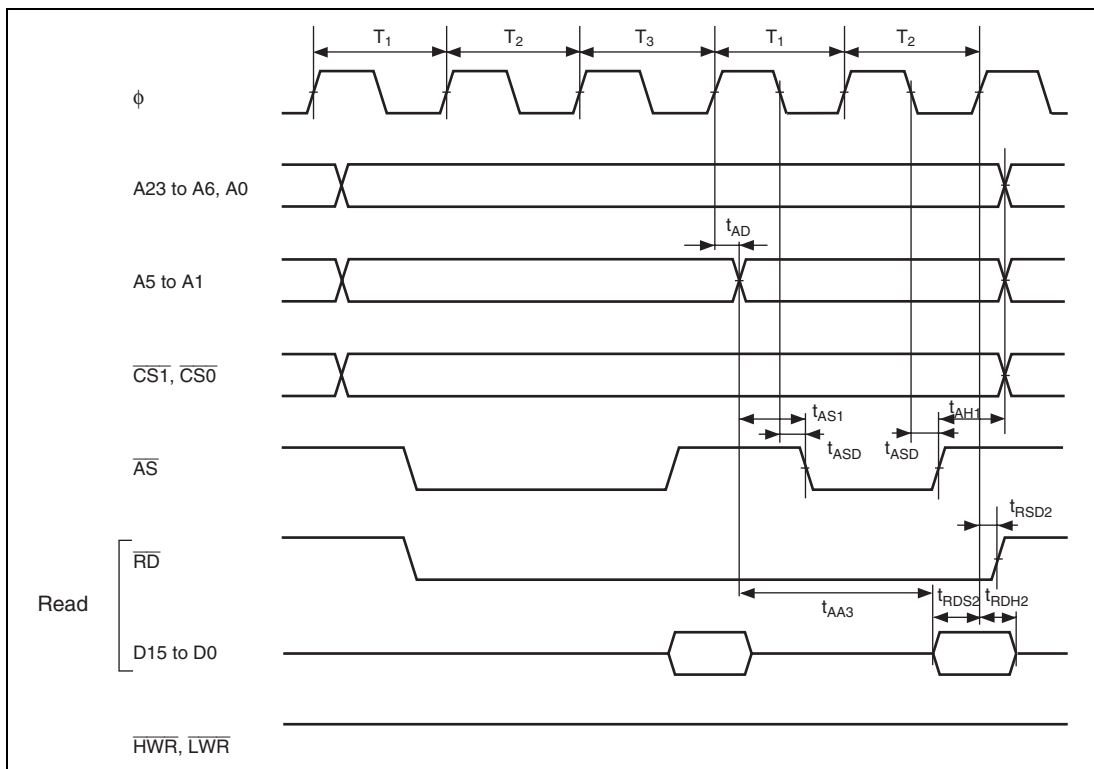 T1 T2 T3 T1 T2
φ
A23 to A6, A0
tAD
A5 to A1
CS1, CS0
tAS1 tAH1
tASD tASD
AS
tRSD2
RD
Read
tAA3 tRDS2 tRDH2
D15 to D0
HWR, LWR